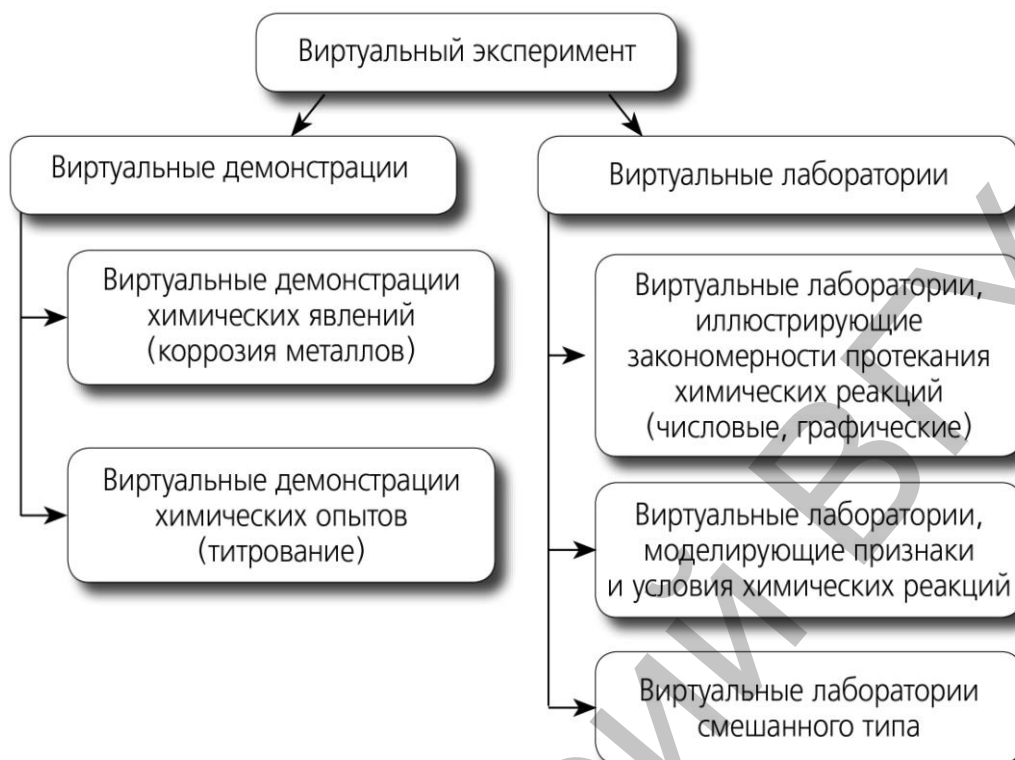 Виртуальный эксперимент
Виртуальные демонстрации
Виртуальные демонстрации
химических явлений
(коррозия металлов)
Виртуальные демонстрации
химических опытов
(титрование)
Виртуальные лаборатории
Виртуальные лаборатории,
иллюстрирующие
закономерности протекания
химических реакций
(числовые, графические)
Виртуальные лаборатории,
моделирующие признаки
и условия химических реакций
Виртуальные лаборатории
смешанного типа
ВГУ